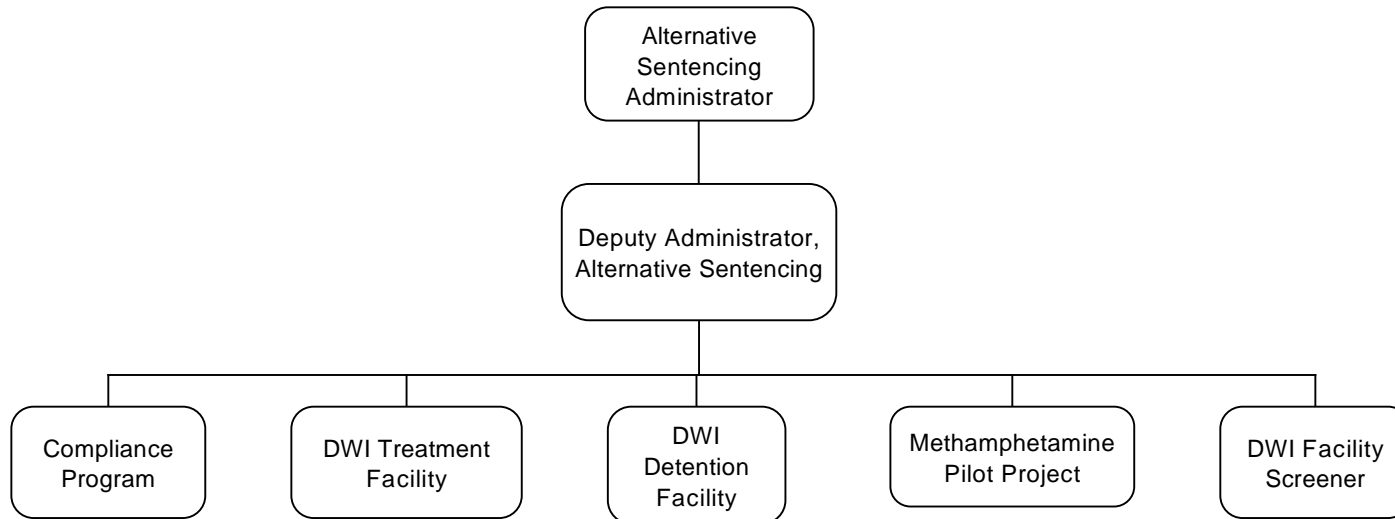 Alternative
Sentencing
Administrator
Deputy Administrator,
Alternative Sentencing
Compliance
Program
DWI Treatment
Facility
DWI
Detention
Facility
Methamphetamine
Pilot Project
DWI Facility
Screener